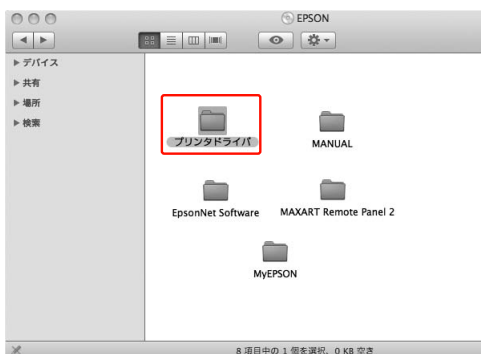 EPSON
デバイス
共有
場所
検索
プリンタドライバ
MANUAL
EpsonNet Software
MAXART Remote Panel 2
MyEPSON
8 項目中の 1 個を選択、0 KB 空き